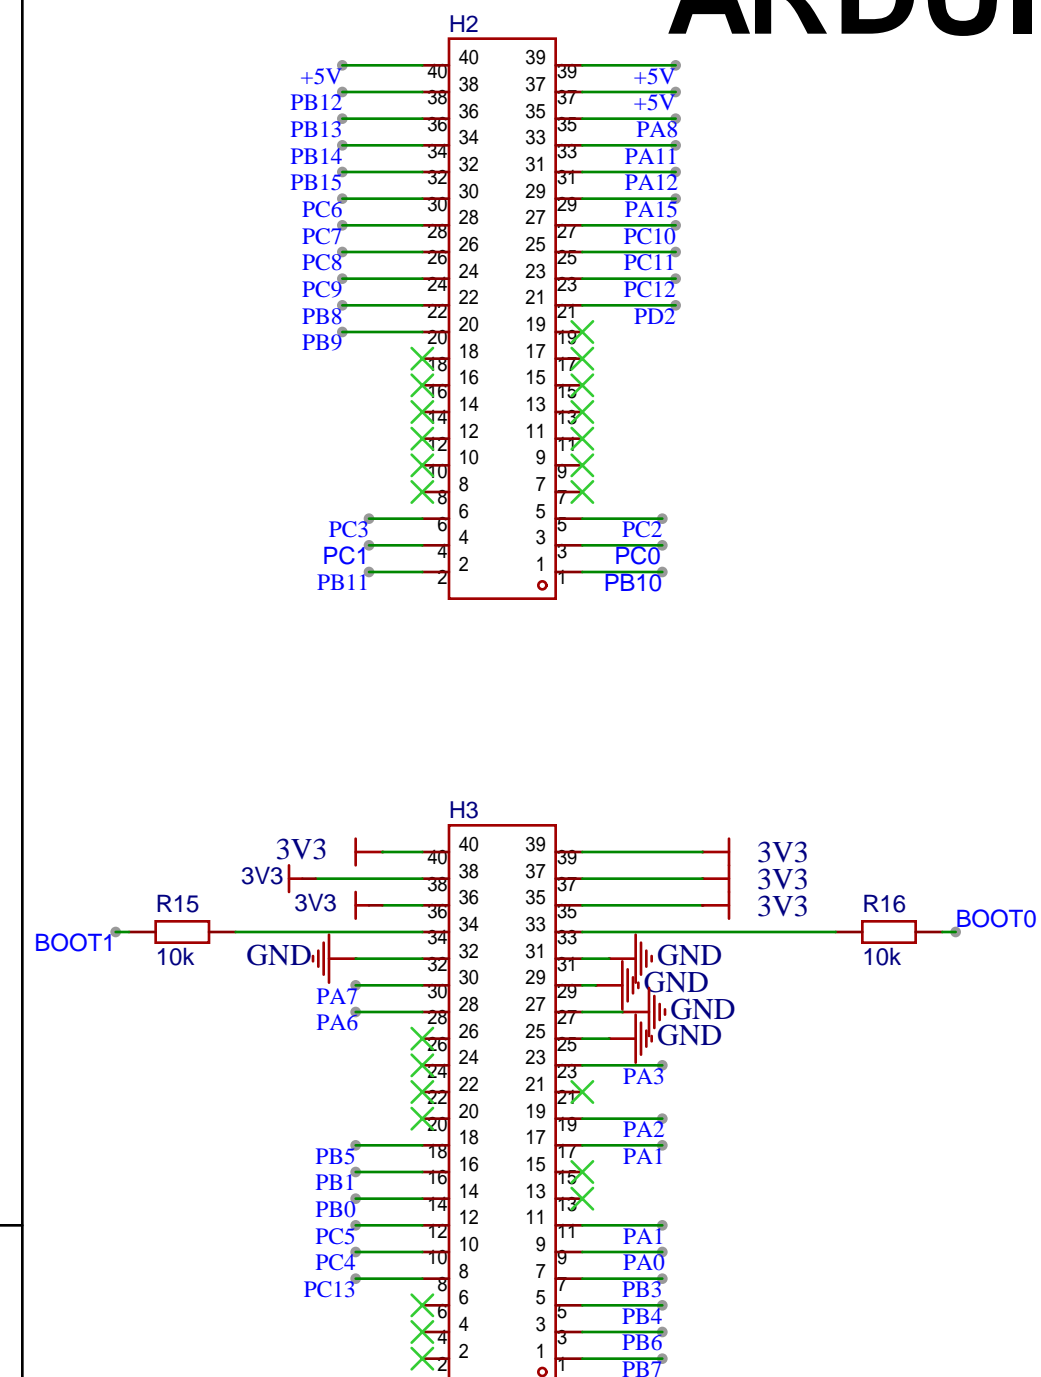 ARDUI
H2
40 39
40 39
+5V +5V
38 37
38 37
PB12 +5V
36 35
36 35
PB13 PA8
34 33
34 33
PB14 PA11
32 31
32 31
PB15 PA12
30 29
30 29
PC6 PA15
28 27
28 27
PC7 PC10
26 25
26 25
PC8 PC11
24 23
24 23
PC9 PC12
22 21
22 21
PB8 PD2
20 19
20 19
PB9
18 17
18 17
16 15
16 15
14 13
14 13
12 11
12 11
10 9
10 9
8 7
8 7
6 5
6 5
PC3 PC2
4 3
4 3
PC1 PC0
2 1
2 1
PB11 PB10
H3
40 39
3V3 40 39 3V3
38 37
3V3 38 37 3V3
36 35
3V3 36 35 3V3
R15 R16
34 33
BOOT1 34 33 BOOT0
10k 10k
32 31
GND 32 31 GND
30 29
30 29 GND
PA7
28 27
28 27 GND
PA6
26 25
26 25 GND
24 23
24 23
PA3
22 21
22 21
20 19
20 19
PA2
18 17
18 17
PB5 PA1
16 15
16 15
PB1
14 13
14 13
PB0
12 11
12 11
PC5 PA1
10 9
10 9
PC4 PA0
8 7
8 7
PC13 PB3
6 5
6 5
PB4
4 3
4 3
PB6
2 1
2 1
PB7